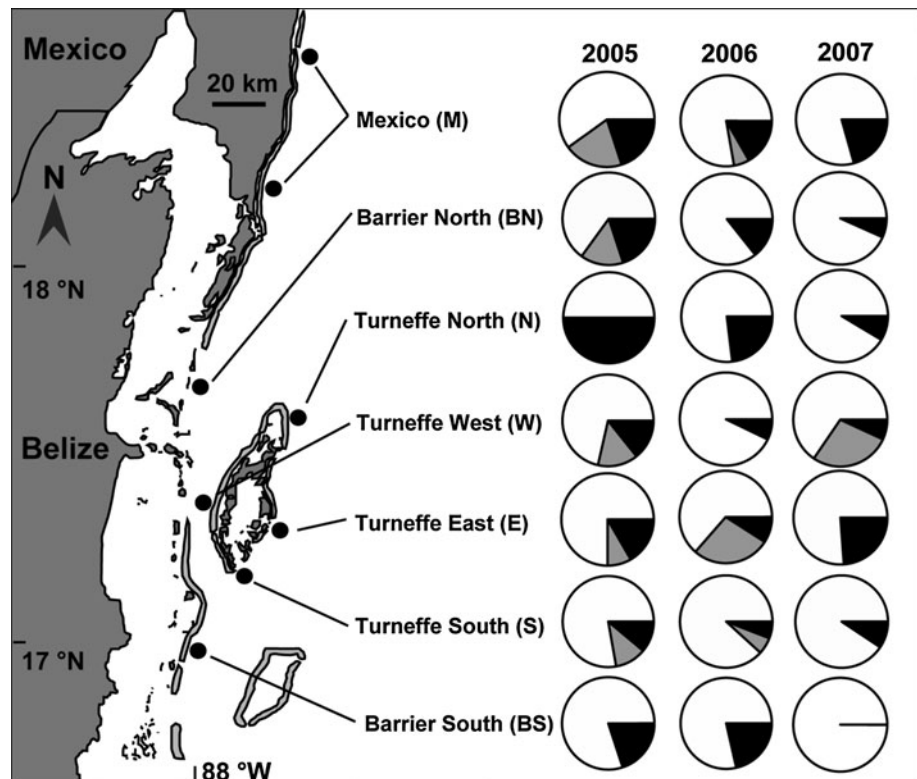 Mexico
20 km
2005 2006 2007
Mexico (M)
N
Barrier North (BN)
18 °N
Turneffe North (N)
Turneffe West (W)
Belize
Turneffe East (E)
Turneffe South (S)
17 °N
Barrier South (BS)
88 °W